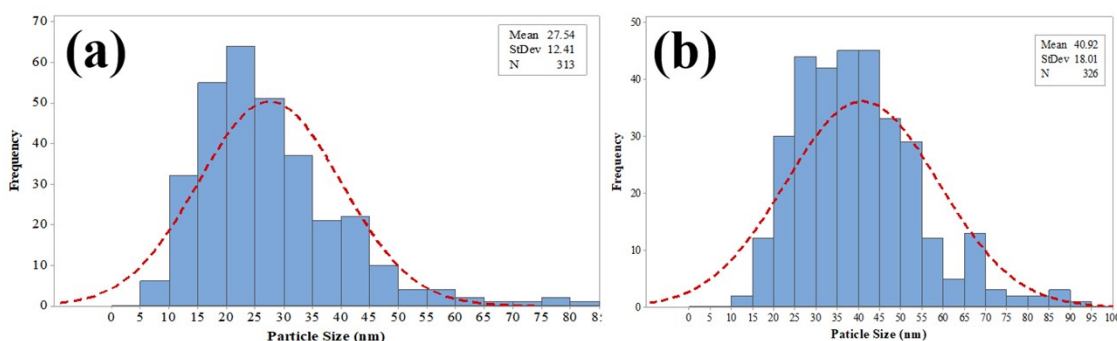 (a)
Mean 27.54
StDev 12.41
N 313
70
60
50
40
30
20
10
0
Frequency
0 5 10 15 20 25 30 35 40 45 50 55 60 65 70 75 80 85
Particle Size (nm)
(b)
Mean 40.92
StDev 18.01
N 326
50
40
30
20
10
0
Frequency
0 5 10 15 20 25 30 35 40 45 50 55 60 65 70 75 80 85 90 95 100
Paticle Size (nm)